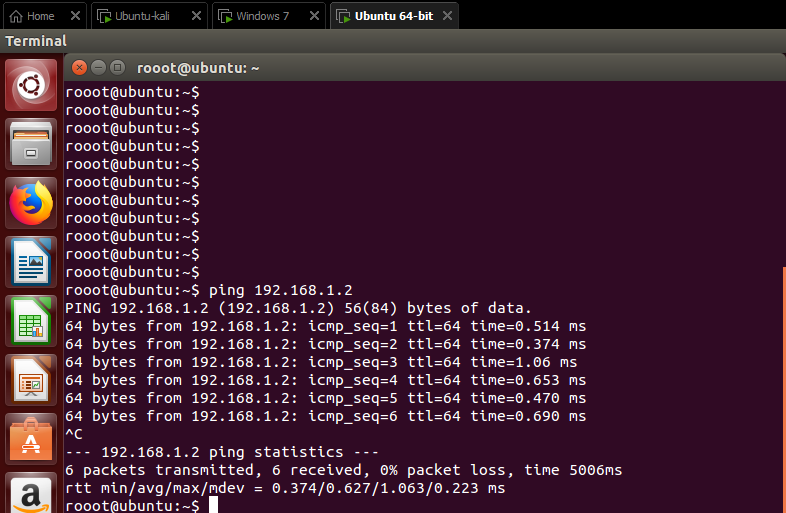 Home
Ubuntu-kali
Windows 7
Ubuntu 64-bit
Terminal
rooot@ubuntu: ~
rooot@ubuntu:~$
rooot@ubuntu:~$
rooot@ubuntu:~$
rooot@ubuntu:~$
rooot@ubuntu:~$
rooot@ubuntu:~$
rooot@ubuntu:~$
rooot@ubuntu:~$
rooot@ubuntu:~$
rooot@ubuntu:~$
rooot@ubuntu:~$
rooot@ubuntu:~$ ping 192.168.1.2
PING 192.168.1.2 (192.168.1.2) 56(84) bytes of data.
64 bytes from 192.168.1.2: icmp_seq=1 ttl=64 time=0.514 ms
64 bytes from 192.168.1.2: icmp_seq=2 ttl=64 time=0.374 ms
64 bytes from 192.168.1.2: icmp_seq=3 ttl=64 time=1.06 ms
64 bytes from 192.168.1.2: icmp_seq=4 ttl=64 time=0.653 ms
64 bytes from 192.168.1.2: icmp_seq=5 ttl=64 time=0.470 ms
64 bytes from 192.168.1.2: icmp_seq=6 ttl=64 time=0.690 ms
^C
--- 192.168.1.2 ping statistics ---
6 packets transmitted, 6 received, 0% packet loss, time 5006ms
rtt min/avg/max/mdev = 0.374/0.627/1.063/0.223 ms
rooot@ubuntu:~$